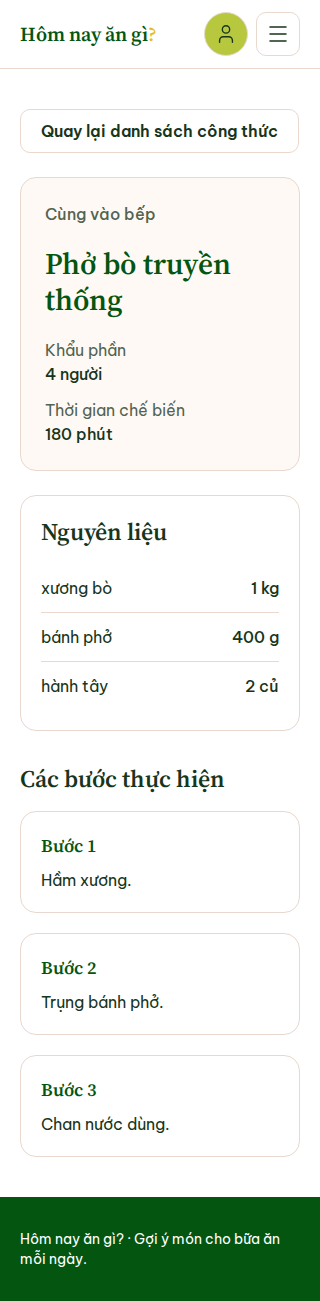 Hôm nay ăn gì?
Quay lại danh sách công thức
Cùng vào bếp
Phở bò truyền
thống
Khẩu phần
4 người
Thời gian chế biến
180 phút
Nguyên liệu
xương bò 1 kg
bánh phở 400 g
hành tây 2 củ
Các bước thực hiện
Bước 1
Hầm xương.
Bước 2
Trụng bánh phở.
Bước 3
Chan nước dùng.
Hôm nay ăn gì? · Gợi ý món cho bữa ăn
mỗi ngày.